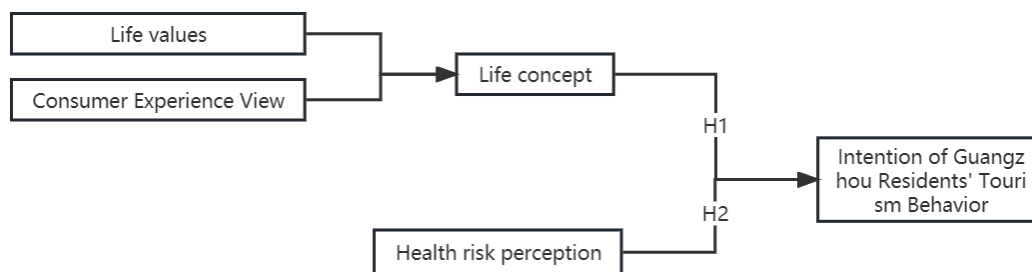 Life values
Consumer Experience View
Life concept
H1
Intention of Guangz
hou Residents' Touri
sm Behavior
H2
Health risk perception